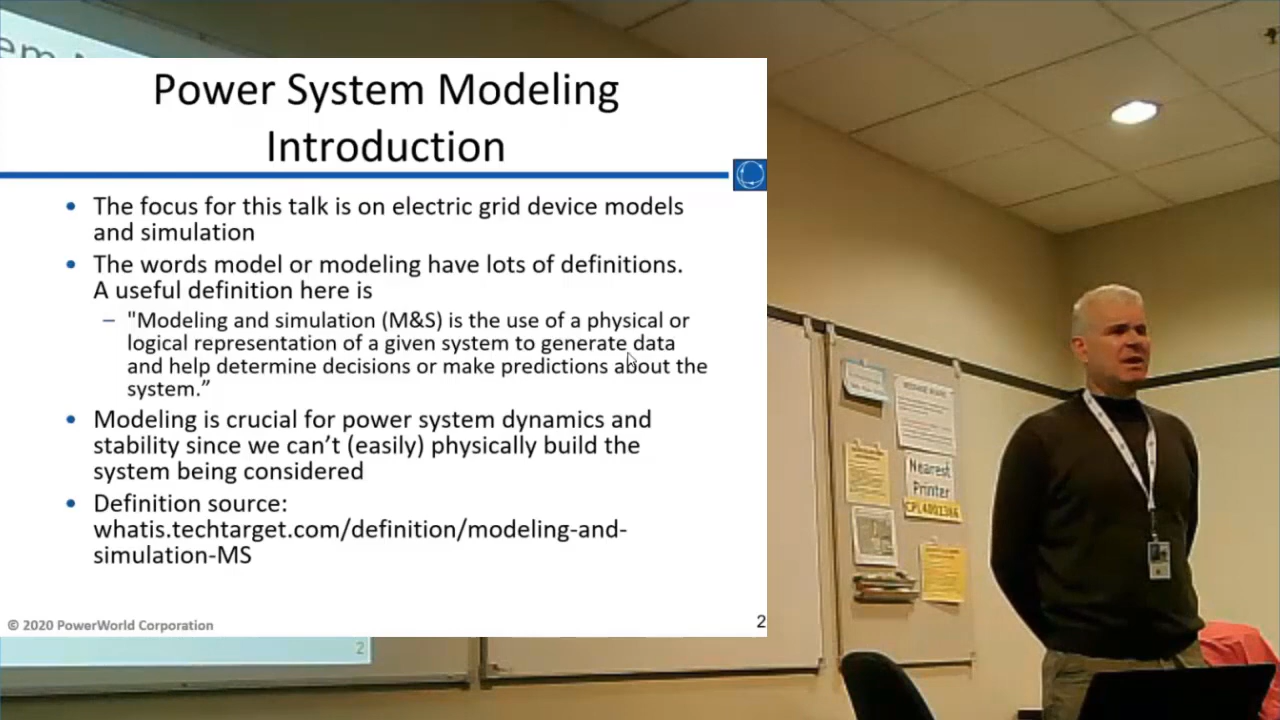 em
Power System Modeling
Introduction
• The focus for this talk is on electric grid device models
and simulation
• The words model or modeling have lots of definitions.
A useful definition here is
– "Modeling and simulation (M&S) is the use of a physical or
logical representation of a given system to generate data
and help determine decisions or make predictions about the
system.”
• Modeling is crucial for power system dynamics and
stability since we can’t (easily) physically build the
system being considered
• Definition source:
whatis.techtarget.com/definition/modeling-and-
simulation-MS
© 2020 PowerWorld Corporation
2
2
Nearest
Printer